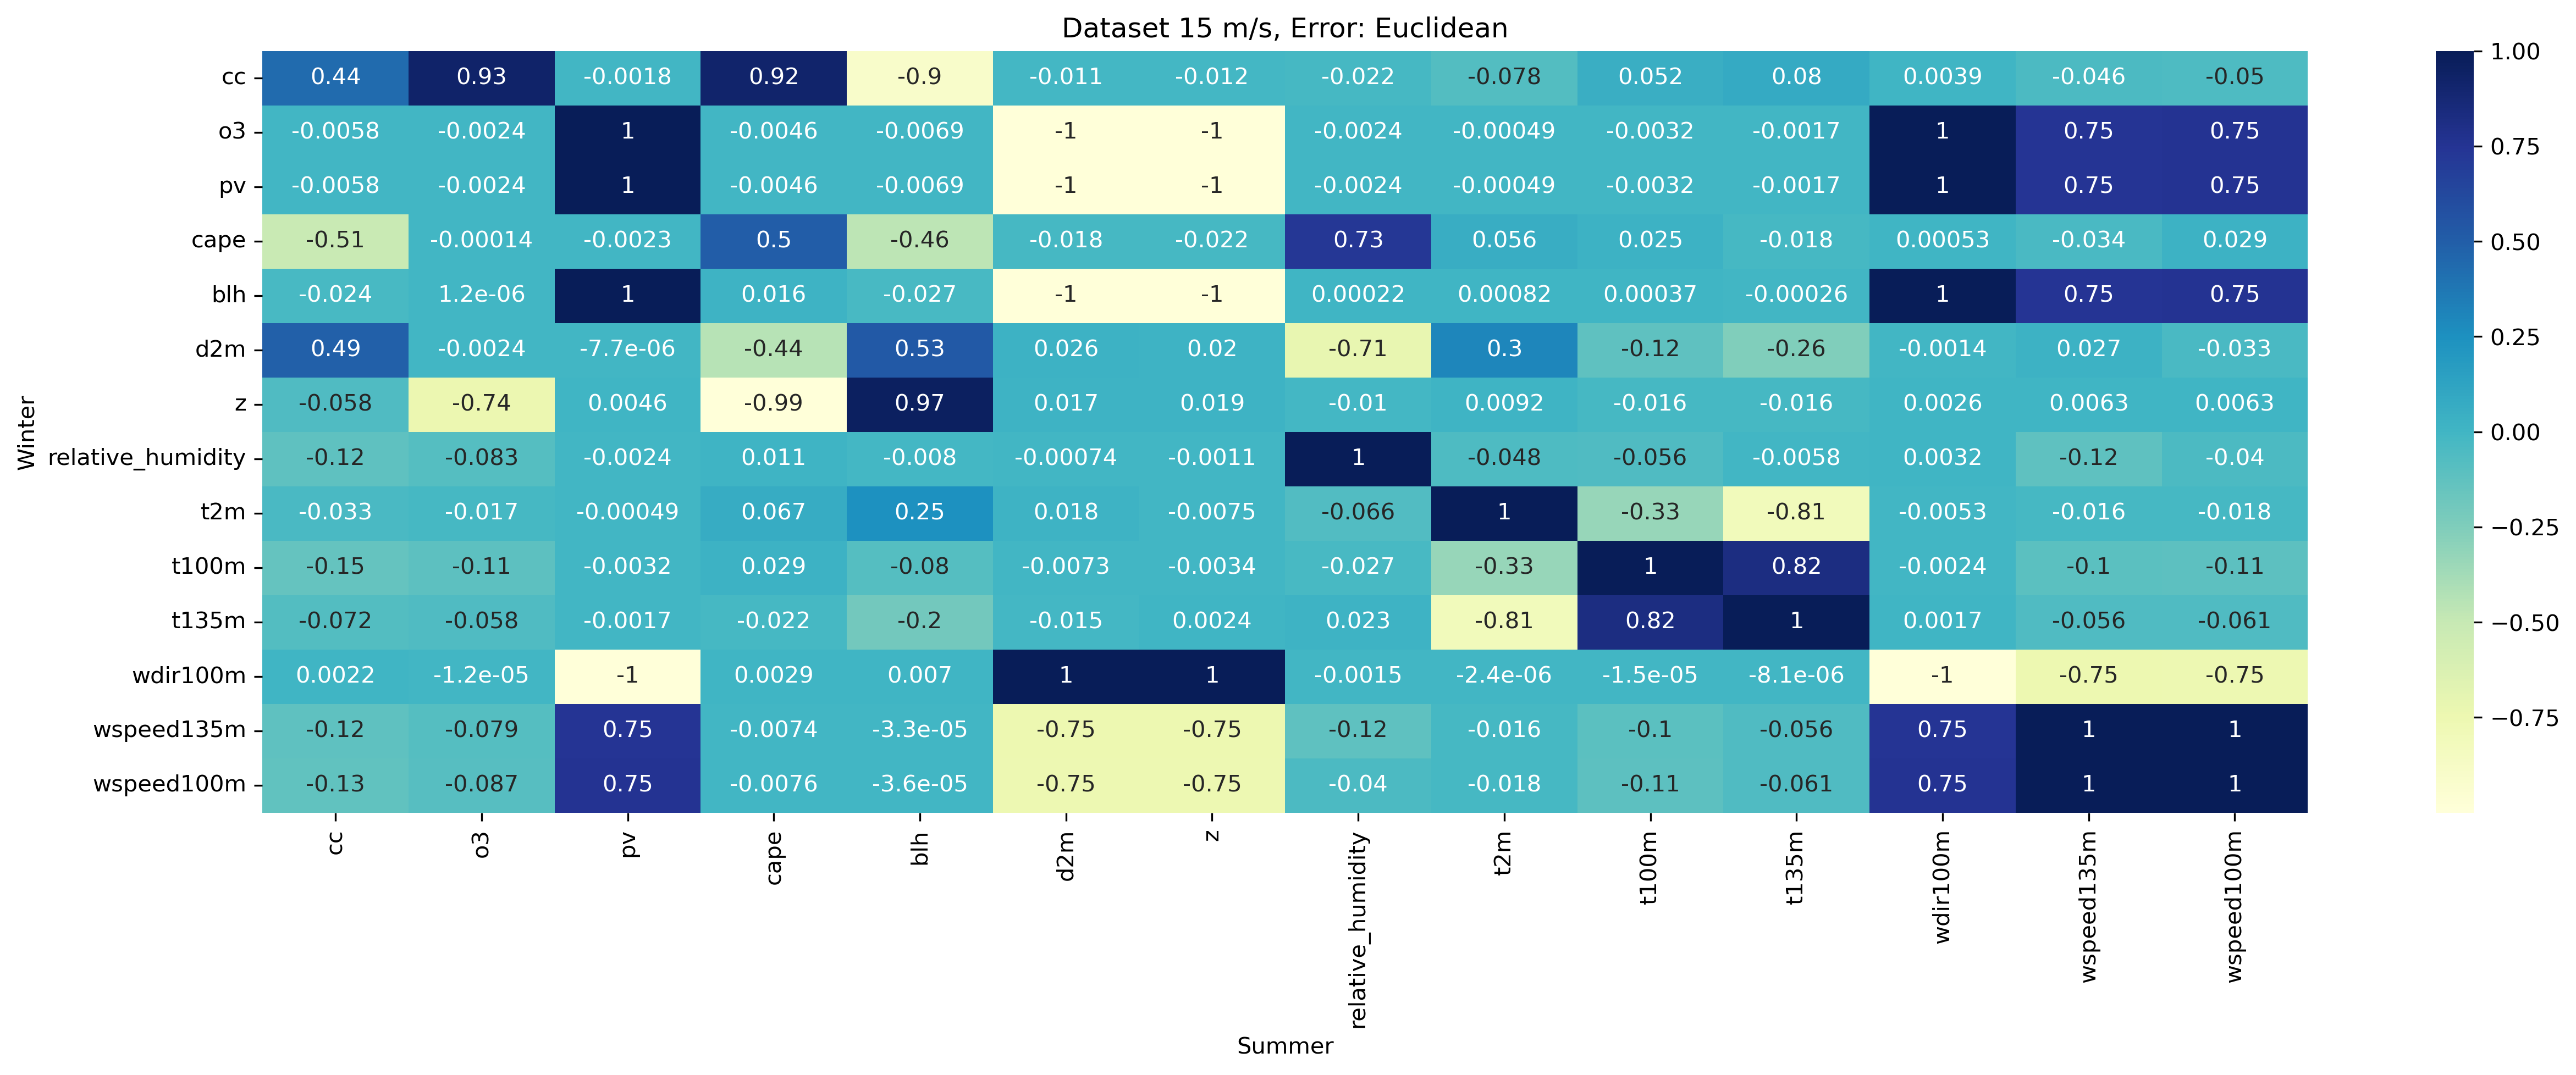 Dataset 15 m/s, Error: Euclidean
cc 0.44 0.93 -0.0018 0.92 -0.9 -0.011 -0.012 -0.022 -0.078 0.052 0.08 0.0039 -0.046 -0.05
o3 -0.0058 -0.0024 1 -0.0046 -0.0069 -1 -1 -0.0024 -0.00049 -0.0032 -0.0017 1 0.75 0.75
pv -0.0058 -0.0024 1 -0.0046 -0.0069 -1 -1 -0.0024 -0.00049 -0.0032 -0.0017 1 0.75 0.75
cape -0.51 -0.00014 -0.0023 0.5 -0.46 -0.018 -0.022 0.73 0.056 0.025 -0.018 0.00053 -0.034 0.029
blh -0.024 1.2e-06 1 0.016 -0.027 -1 -1 0.00022 0.00082 0.00037 -0.00026 1 0.75 0.75
d2m 0.49 -0.0024 -7.7e-06 -0.44 0.53 0.026 0.02 -0.71 0.3 -0.12 -0.26 -0.0014 0.027 -0.033
z -0.058 -0.74 0.0046 -0.99 0.97 0.017 0.019 -0.01 0.0092 -0.016 -0.016 0.0026 0.0063 0.0063
relative_humidity -0.12 -0.083 -0.0024 0.011 -0.008 -0.00074 -0.0011 1 -0.048 -0.056 -0.0058 0.0032 -0.12 -0.04
t2m -0.033 -0.017 -0.00049 0.067 0.25 0.018 -0.0075 -0.066 1 -0.33 -0.81 -0.0053 -0.016 -0.018
t100m -0.15 -0.11 -0.0032 0.029 -0.08 -0.0073 -0.0034 -0.027 -0.33 1 0.82 -0.0024 -0.1 -0.11
t135m -0.072 -0.058 -0.0017 -0.022 -0.2 -0.015 0.0024 0.023 -0.81 0.82 1 0.0017 -0.056 -0.061
wdir100m 0.0022 -1.2e-05 -1 0.0029 0.007 1 1 -0.0015 -2.4e-06 -1.5e-05 -8.1e-06 -1 -0.75 -0.75
wspeed135m -0.12 -0.079 0.75 -0.0074 -3.3e-05 -0.75 -0.75 -0.12 -0.016 -0.1 -0.056 0.75 1 1
wspeed100m -0.13 -0.087 0.75 -0.0076 -3.6e-05 -0.75 -0.75 -0.04 -0.018 -0.11 -0.061 0.75 1 1
Winter
cc o3 pv cape blh d2m z relative_humidity t2m t100m t135m wdir100m wspeed135m wspeed100m
Summer
1.00
0.75
0.50
0.25
0.00
−0.25
−0.50
−0.75